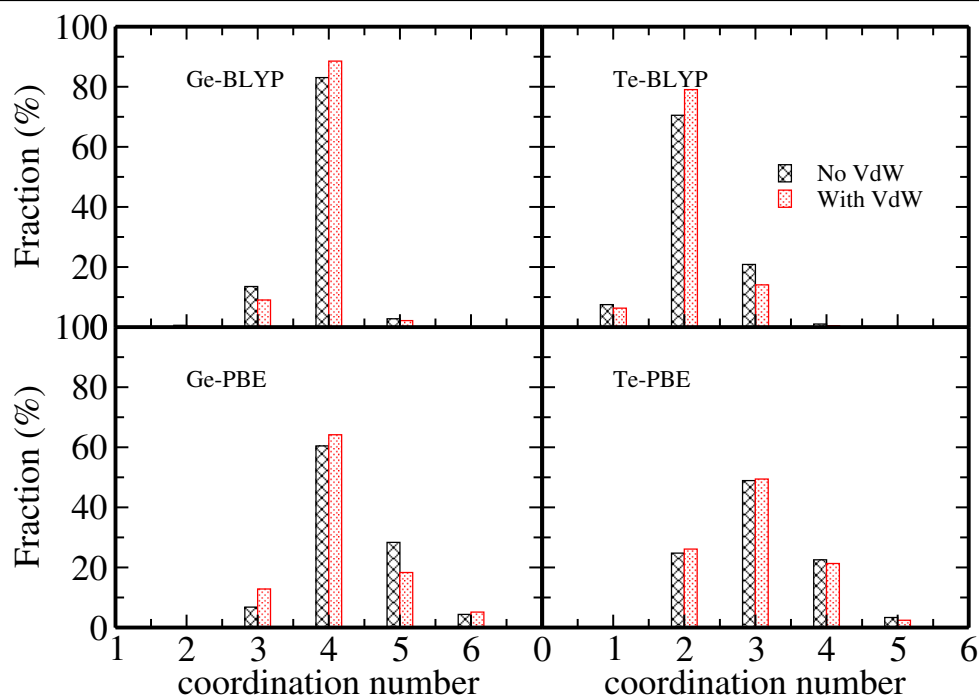 100
80
60
40
20
Fraction (%)
Ge-BLYP
Te-BLYP
No VdW
With VdW
100
80
60
40
20
0
Fraction (%)
Ge-PBE
Te-PBE
1 2 3 4 5 6 0 1 2 3 4 5 6
coordination number coordination number